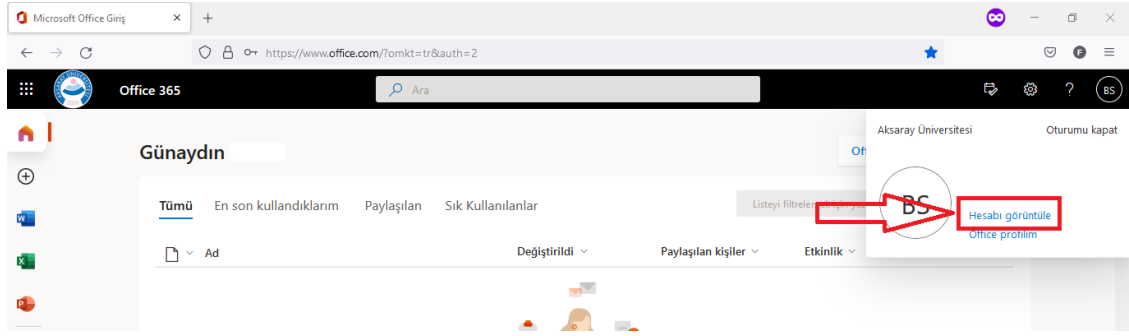 Microsoft Office Giriş
https://www.office.com/?omkt=tr&auth=2
F
Office 365
Ara
?
BS
Aksaray Üniversitesi
Oturumu kapat
Günaydın
BS
Hesabı görüntüle
Office profilim
Tümü
En son kullandıklarım
Paylaşılan
Sık Kullanılanlar
Listeyi
Ad
Değiştirildi
Paylaşılan kişiler
Etkinlik